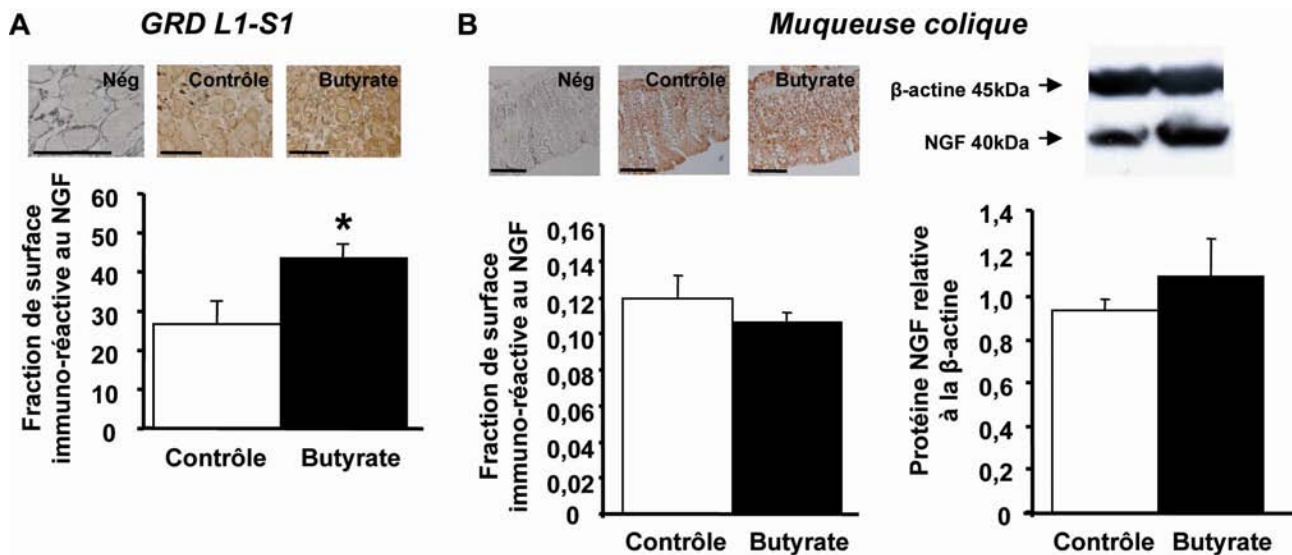 A
GRD L1-S1
Nég
Contrôle
Butyrate
Fraction de surface
immuno-réactive au NGF
60
50
40
30
20
10
0
*
Contrôle
Butyrate
B
Muqueuse colique
Nég
Contrôle
Butyrate
β-actine 45kDa
NGF 40kDa
Fraction de surface
immuno-réactive au NGF
0,16
0,14
0,12
0,10
0,08
0,06
0,04
0,02
0
Contrôle
Butyrate
Protéine NGF relative
à la β-actine
1,4
1,2
1,0
0,8
0,6
0,4
0,2
0
Contrôle
Butyrate